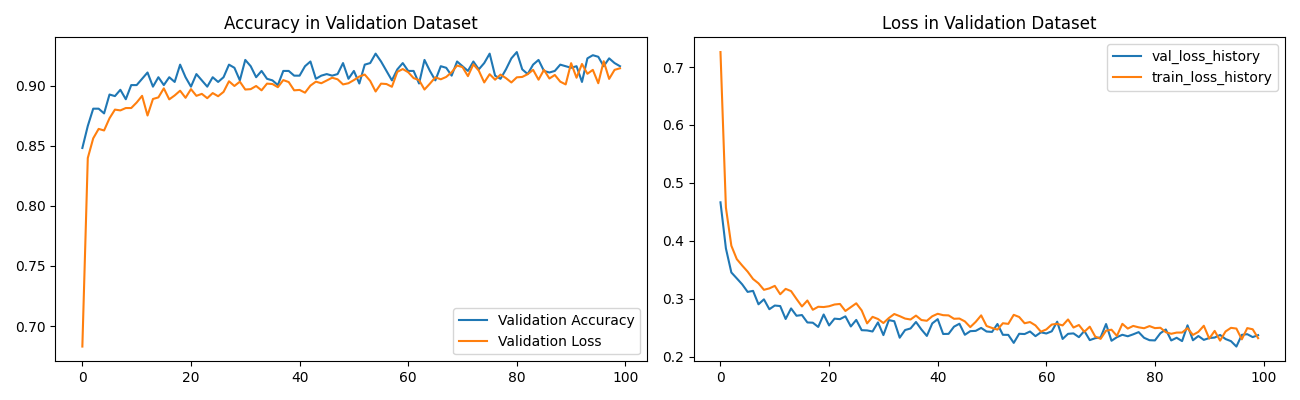 Accuracy in Validation Dataset
0.90
0.85
0.80
0.75
0.70
Validation Accuracy
Validation Loss
0 20 40 60 80 100
Loss in Validation Dataset
0.7
0.6
0.5
0.4
0.3
0.2
val_loss_history
train_loss_history
0 20 40 60 80 100